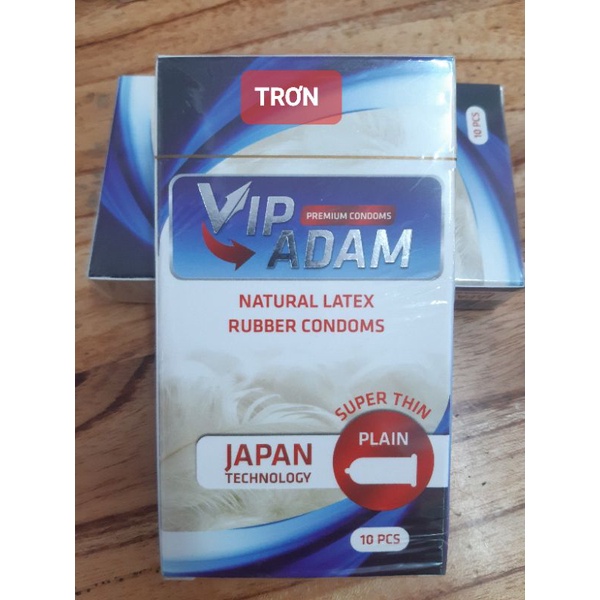 TRƠN
VIP
PREMIUM CONDOMS
ADAM
NATURAL LATEX
RUBBER CONDOMS
SUPER THIN
PLAIN
JAPAN
TECHNOLOGY
10 PCS
10 PCS